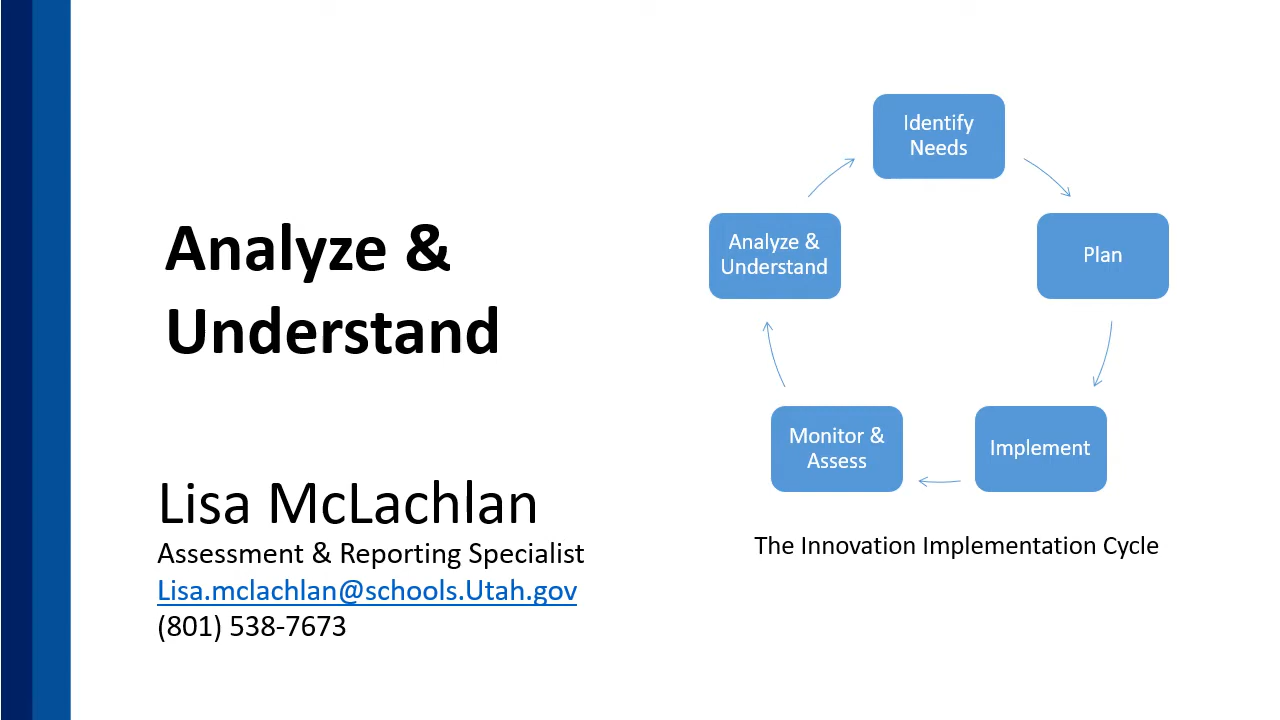 Analyze &
Understand
Lisa McLachlan
Assessment & Reporting Specialist
Lisa.mclachlan@schools.Utah.gov
(801) 538-7673
Identify
Needs
Plan
Implement
Monitor &
Assess
Analyze &
Understand
The Innovation Implementation Cycle